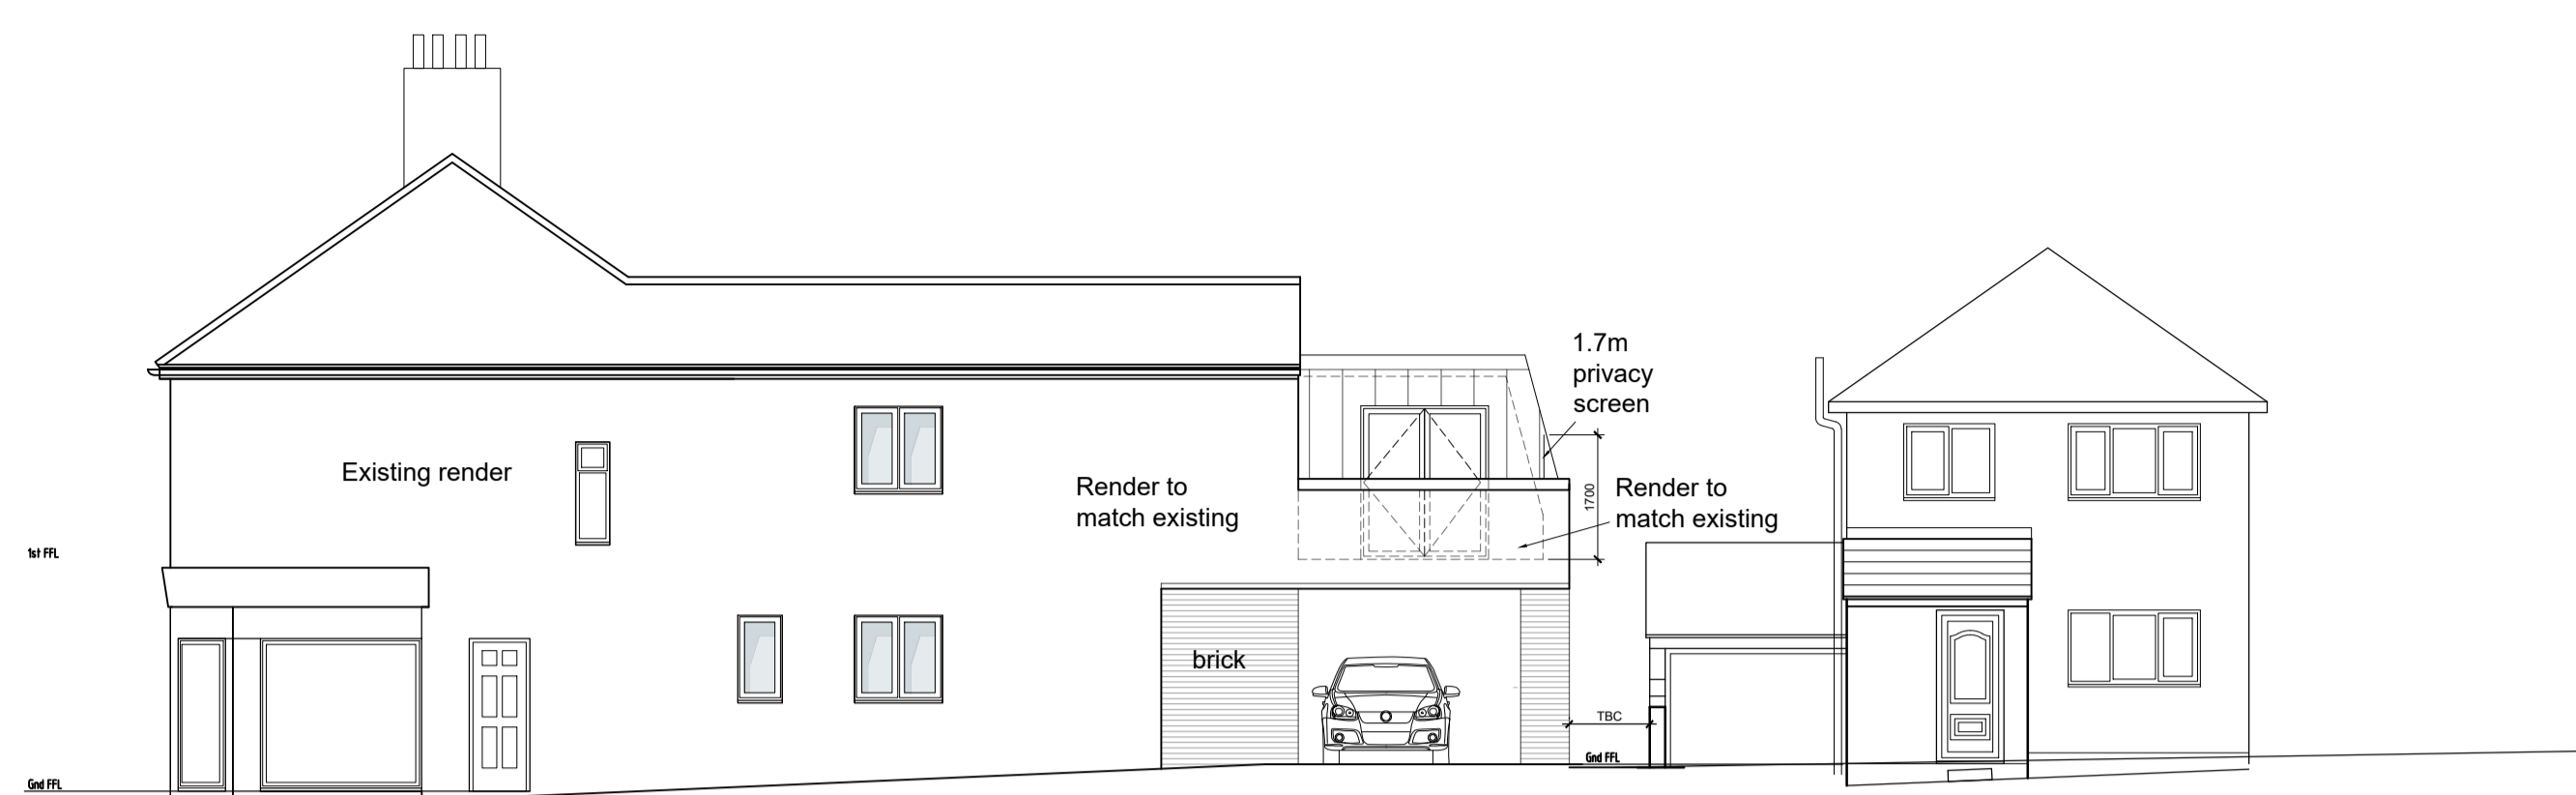 1.7m
privacy
screen
Existing render
Render to
match existing
1700
Render to
match existing
1st FFL
brick
TBC
Gnd FFL
Gnd FFL